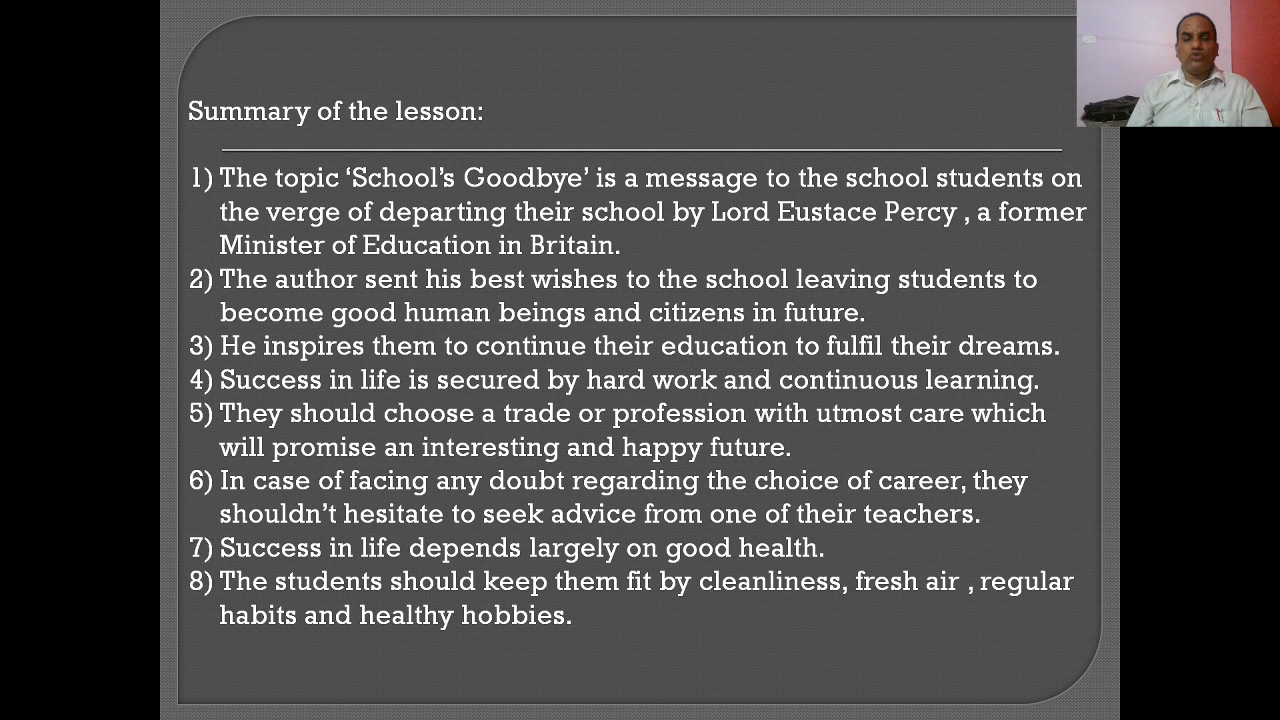 Summary of the lesson:
1) The topic ‘School’s Goodbye’ is a message to the school students on
the verge of departing their school by Lord Eustace Percy , a former
Minister of Education in Britain.
2) The author sent his best wishes to the school leaving students to
become good human beings and citizens in future.
3) He inspires them to continue their education to fulfil their dreams.
4) Success in life is secured by hard work and continuous learning.
5) They should choose a trade or profession with utmost care which
will promise an interesting and happy future.
6) In case of facing any doubt regarding the choice of career, they
shouldn’t hesitate to seek advice from one of their teachers.
7) Success in life depends largely on good health.
8) The students should keep them fit by cleanliness, fresh air , regular
habits and healthy hobbies.